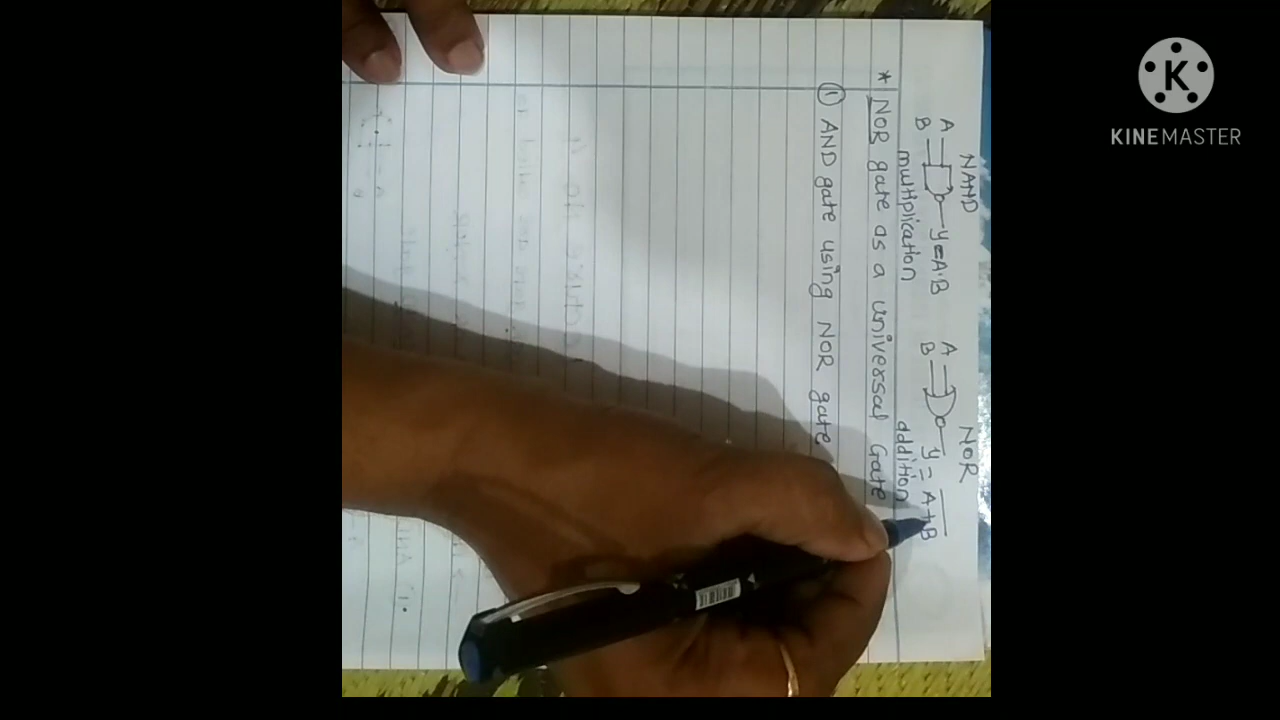 NAND NOR
A
B y=A·B A
B y = A+B
multiplication addition
* NOR gate as a universal Gate
① AND gate using NOR gate
KINEMASTER